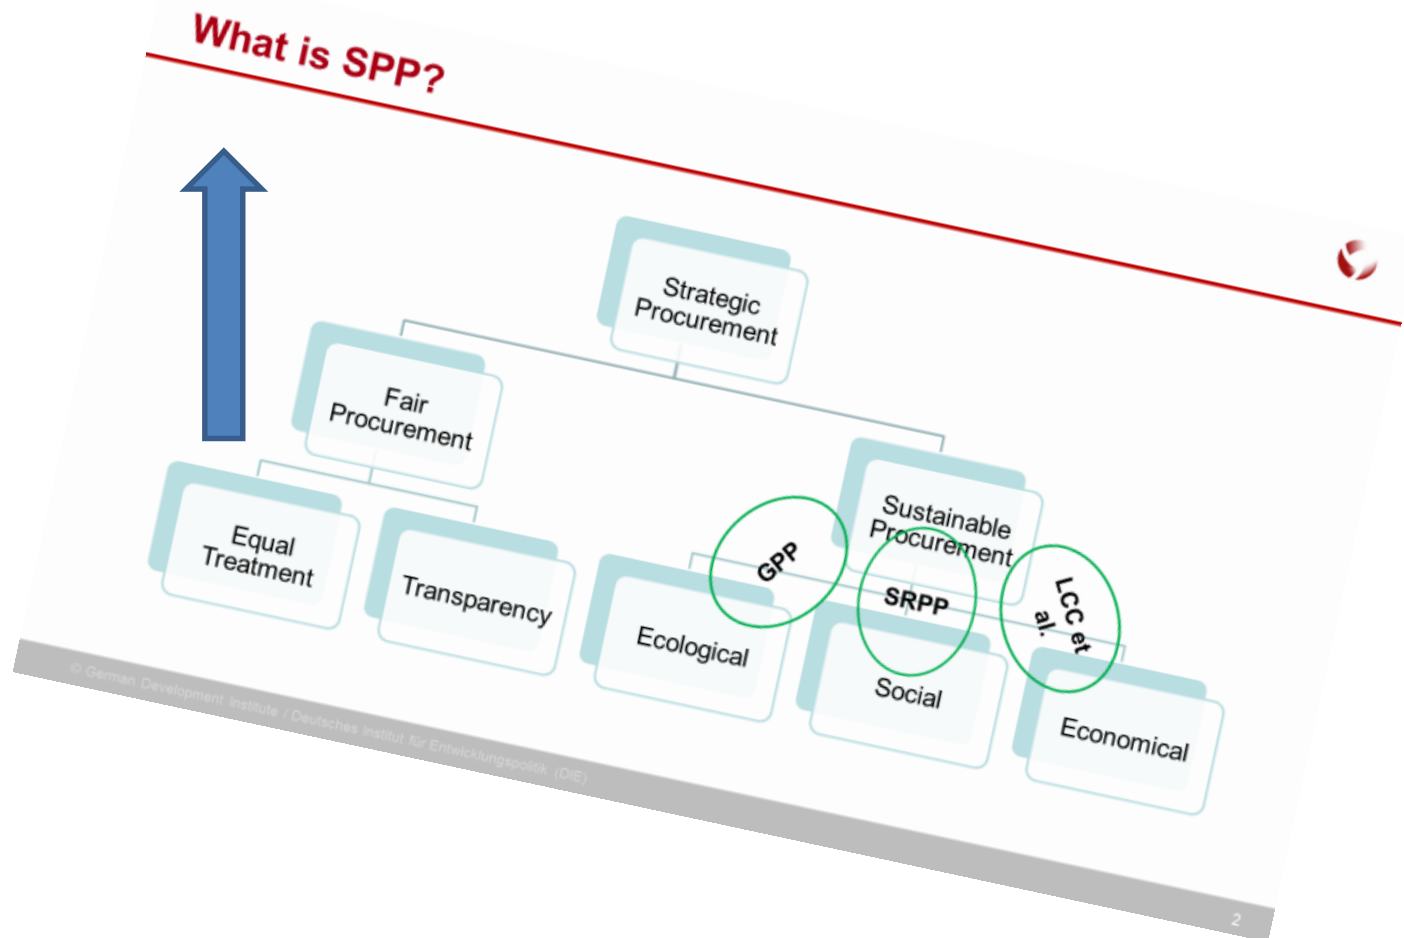 What is SPP?
Strategic
Procurement
Fair
Procurement
Sustainable
Procurement
Equal
Treatment
Transparency
GPP
SRPP
LCC et
al.
Ecological
Social
Economical
© German Development Institute / Deutsches Institut für Entwicklungspolitik (DIE)
2